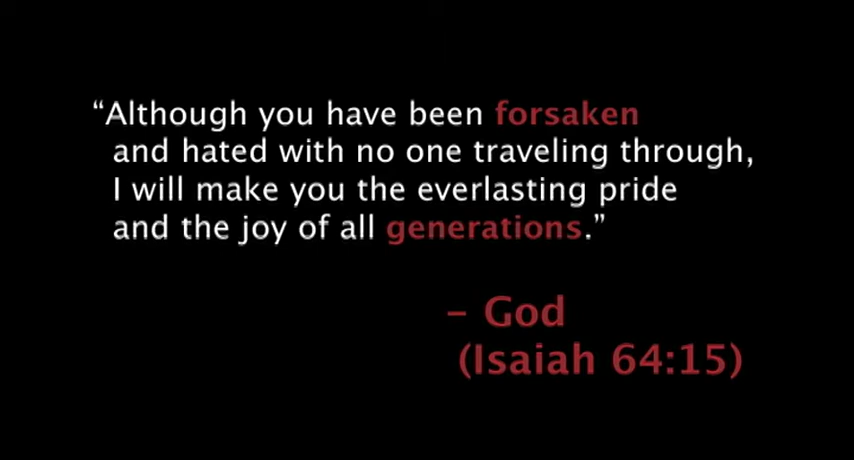 “Although you have been forsaken
and hated with no one traveling through,
I will make you the everlasting pride
and the joy of all generations.”
– God
(Isaiah 64:15)